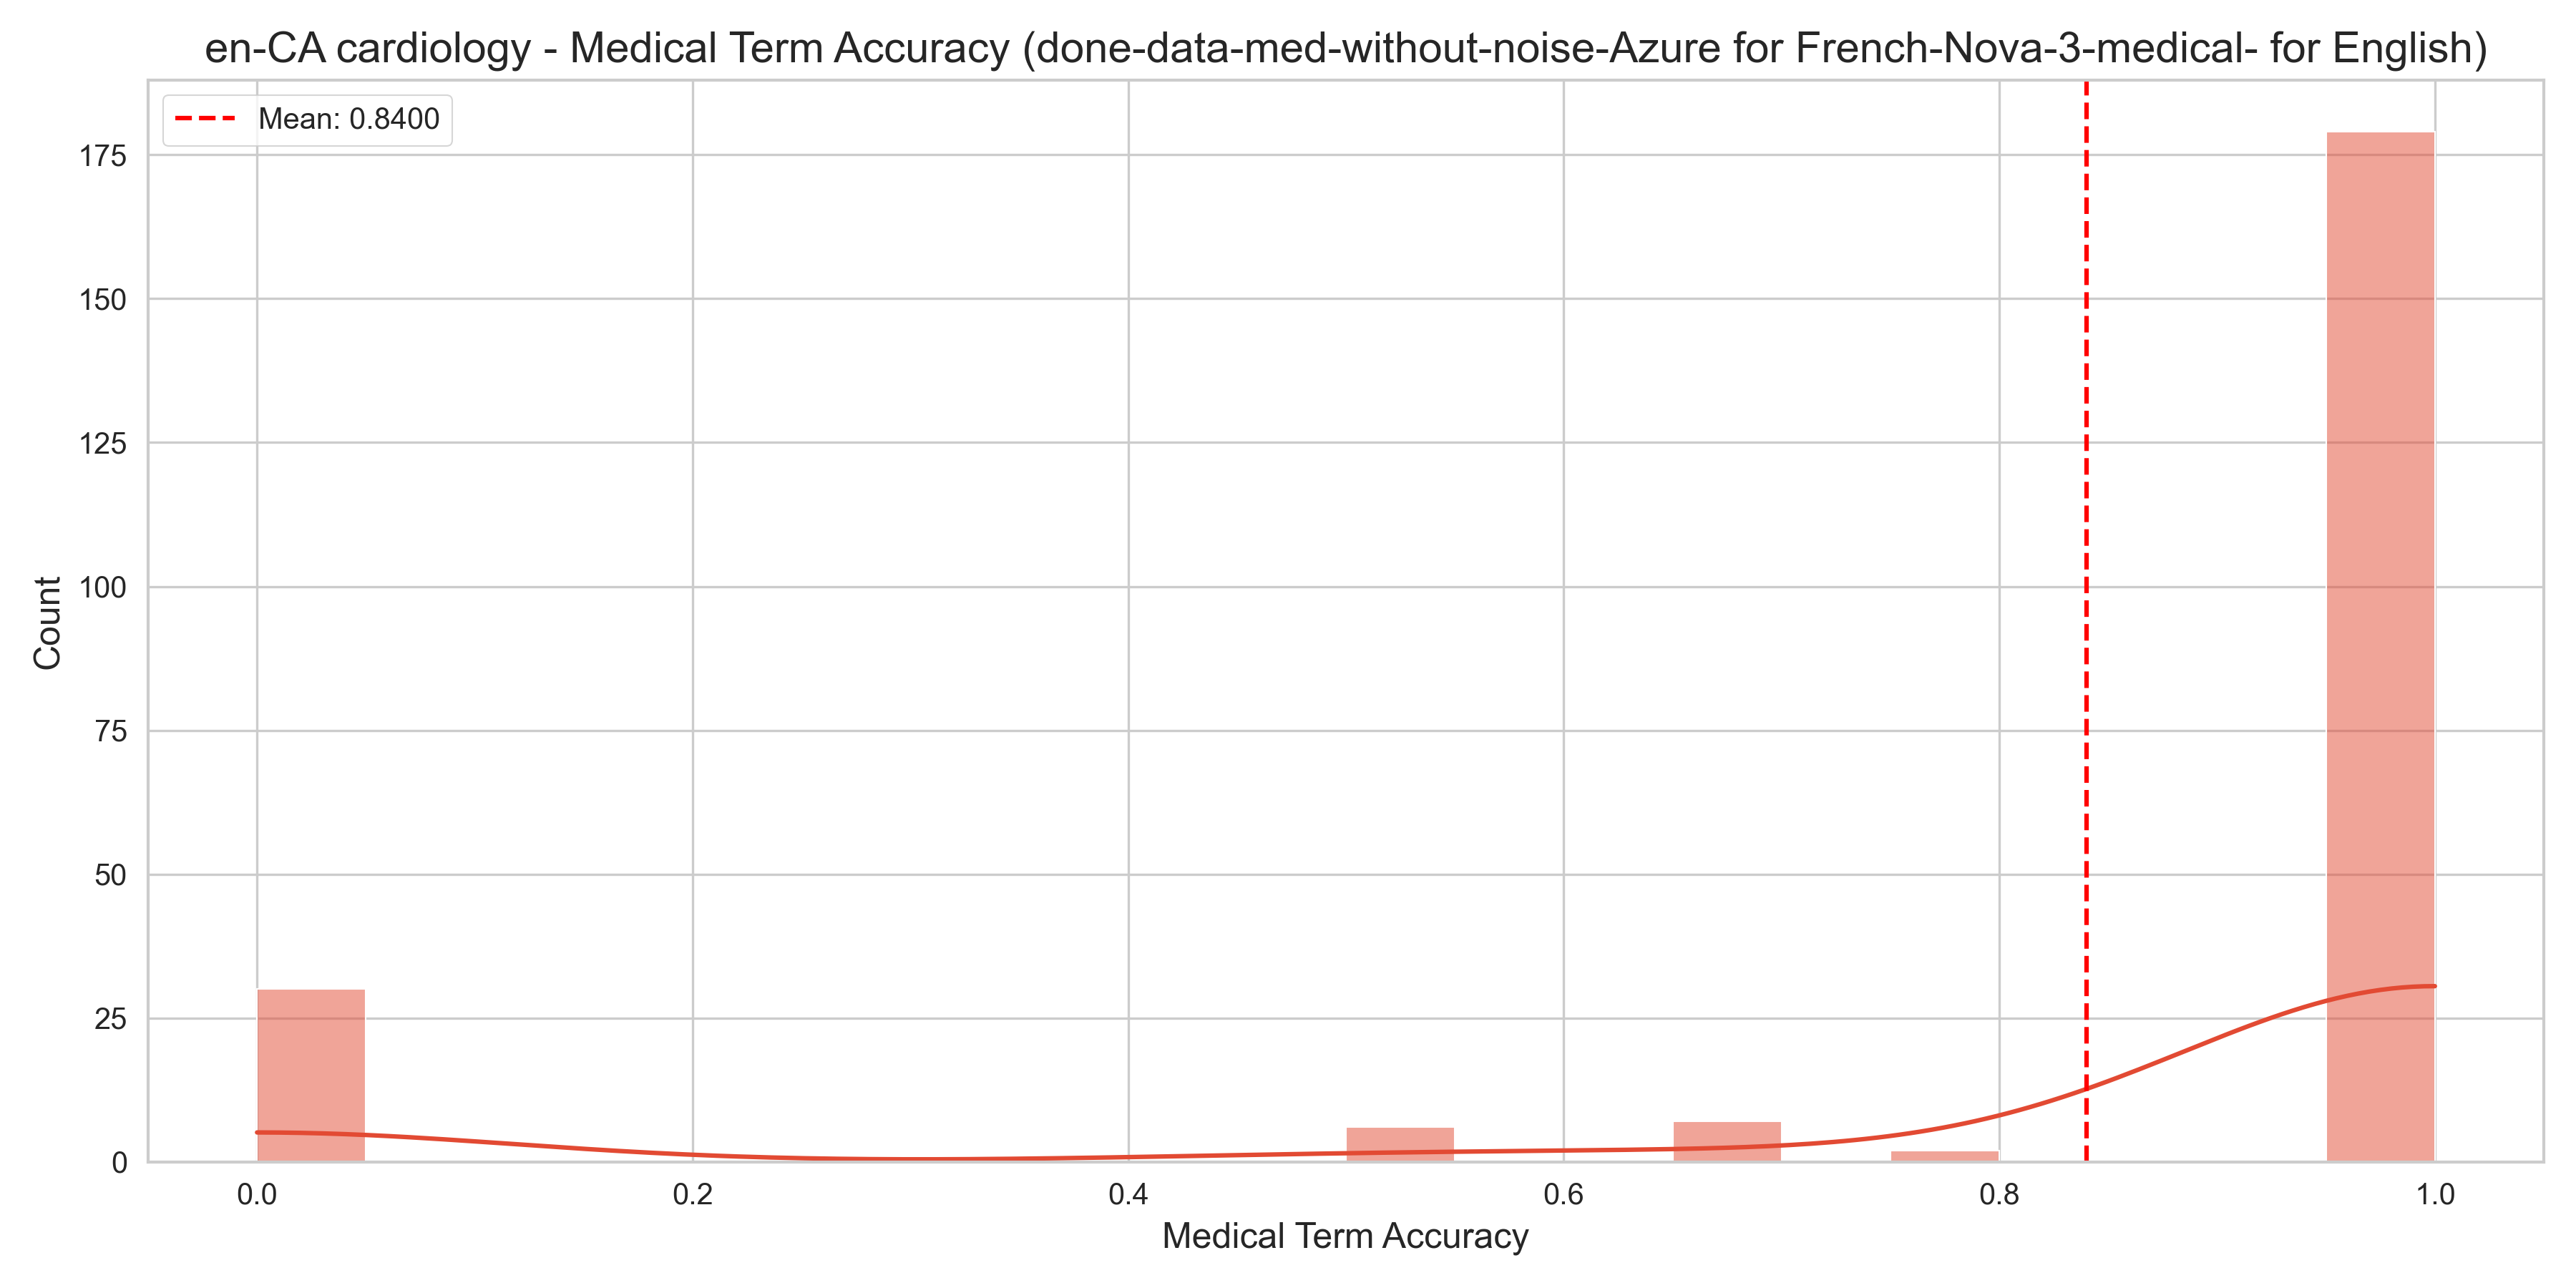 en-CA cardiology - Medical Term Accuracy (done-data-med-without-noise-Azure for French-Nova-3-medical- for English)
Mean: 0.8400
175
150
125
100
75
50
25
0
Count
0.0 0.2 0.4 0.6 0.8 1.0
Medical Term Accuracy